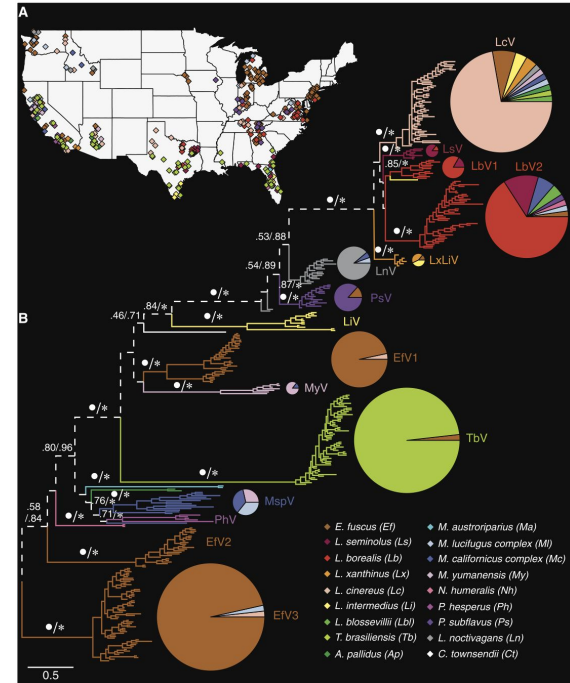 A
LcV
●/*
●/*
LsV
.85/*
LbV1
LbV2
●/*
●/*
.53/.88
●/*
LxLiV
.54/.89
LnV
.87/*
●/*
●/*
PsV
B
.84/*
●/*
LiV
.46/.71
●/*
EfV1
●/*
MyV
●/*
TbV
.80/.96
●/*
●/*
●/*
.76/*
MspV
.71/*
PhV
.58
/.84
●/*
EfV2
●/*
EfV3
●/*
0.5
E. fuscus (Ef)
L. seminolus (Ls)
L. borealis (Lb)
L. xanthinus (Lx)
L. cinereus (Lc)
L. intermedius (Li)
L. blossevillii (Lbl)
T. brasiliensis (Tb)
A. pallidus (Ap)
M. austroriparius (Ma)
M. lucifugus complex (Ml)
M. californicus complex (Mc)
M. yumanensis (My)
N. humeralis (Nh)
P. hesperus (Ph)
P. subflavus (Ps)
L. noctivagans (Ln)
C. townsendii (Ct)